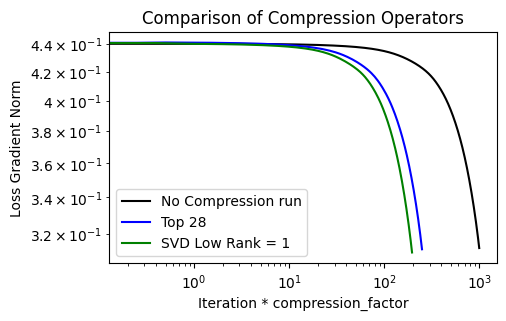 Comparison of Compression Operators
Loss Gradient Norm
4.4 × 10⁻¹
4.2 × 10⁻¹
4 × 10⁻¹
3.8 × 10⁻¹
3.6 × 10⁻¹
3.4 × 10⁻¹
3.2 × 10⁻¹
No Compression run
Top 28
SVD Low Rank = 1
10⁰ 10¹ 10² 10³
Iteration * compression_factor